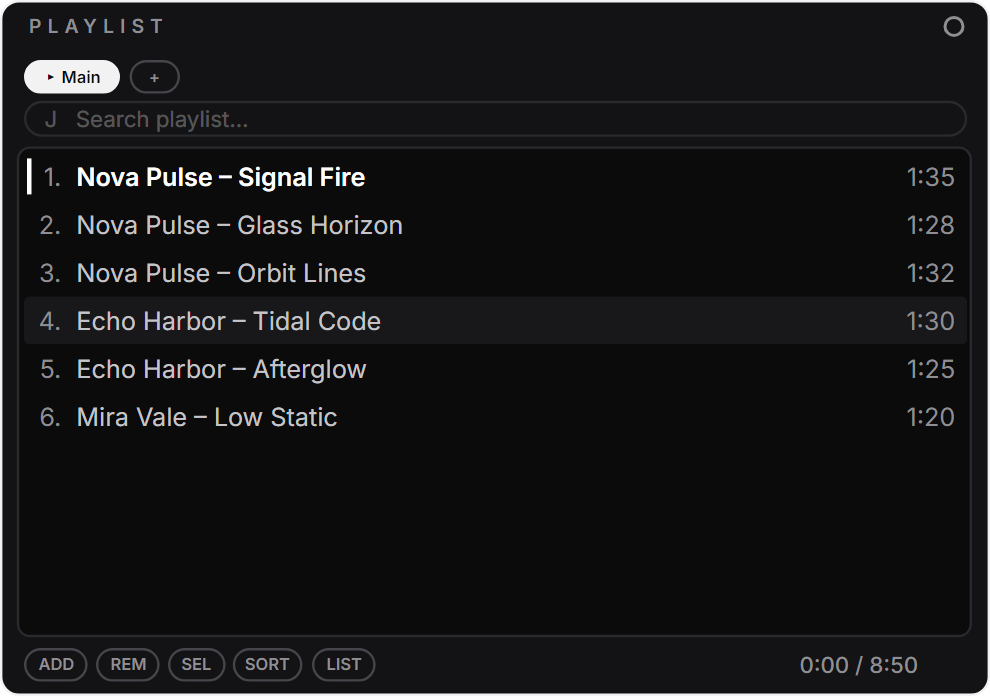 PLAYLIST
▸ Main +
J Search playlist...
1. Nova Pulse – Signal Fire 1:35
2. Nova Pulse – Glass Horizon 1:28
3. Nova Pulse – Orbit Lines 1:32
4. Echo Harbor – Tidal Code 1:30
5. Echo Harbor – Afterglow 1:25
6. Mira Vale – Low Static 1:20
ADD REM SEL SORT LIST 0:00 / 8:50